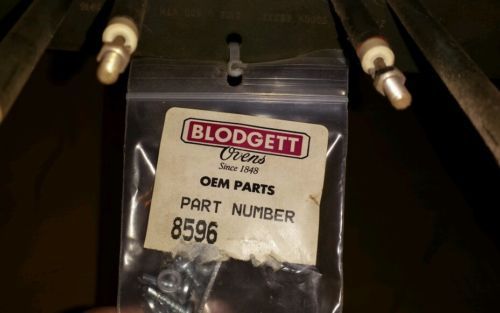 BLODGETT
Ovens
Since 1848
OEM PARTS
PART NUMBER
8596